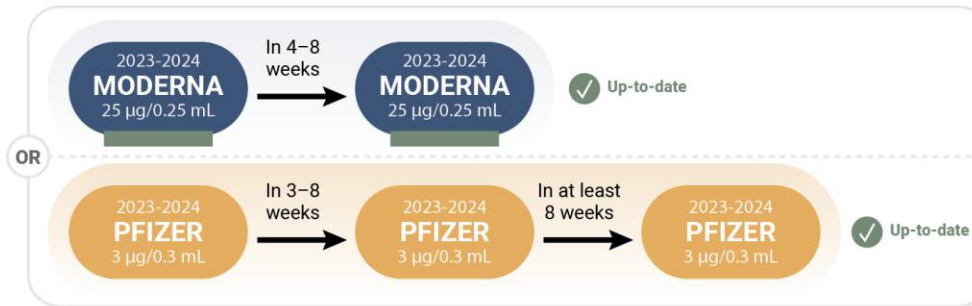 2023-2024
MODERNA
25 µg/0.25 mL
In 4–8
weeks
2023-2024
MODERNA
25 µg/0.25 mL
Up-to-date
OR
2023-2024
PFIZER
3 µg/0.3 mL
In 3–8
weeks
2023-2024
PFIZER
3 µg/0.3 mL
In at least
8 weeks
2023-2024
PFIZER
3 µg/0.3 mL
Up-to-date